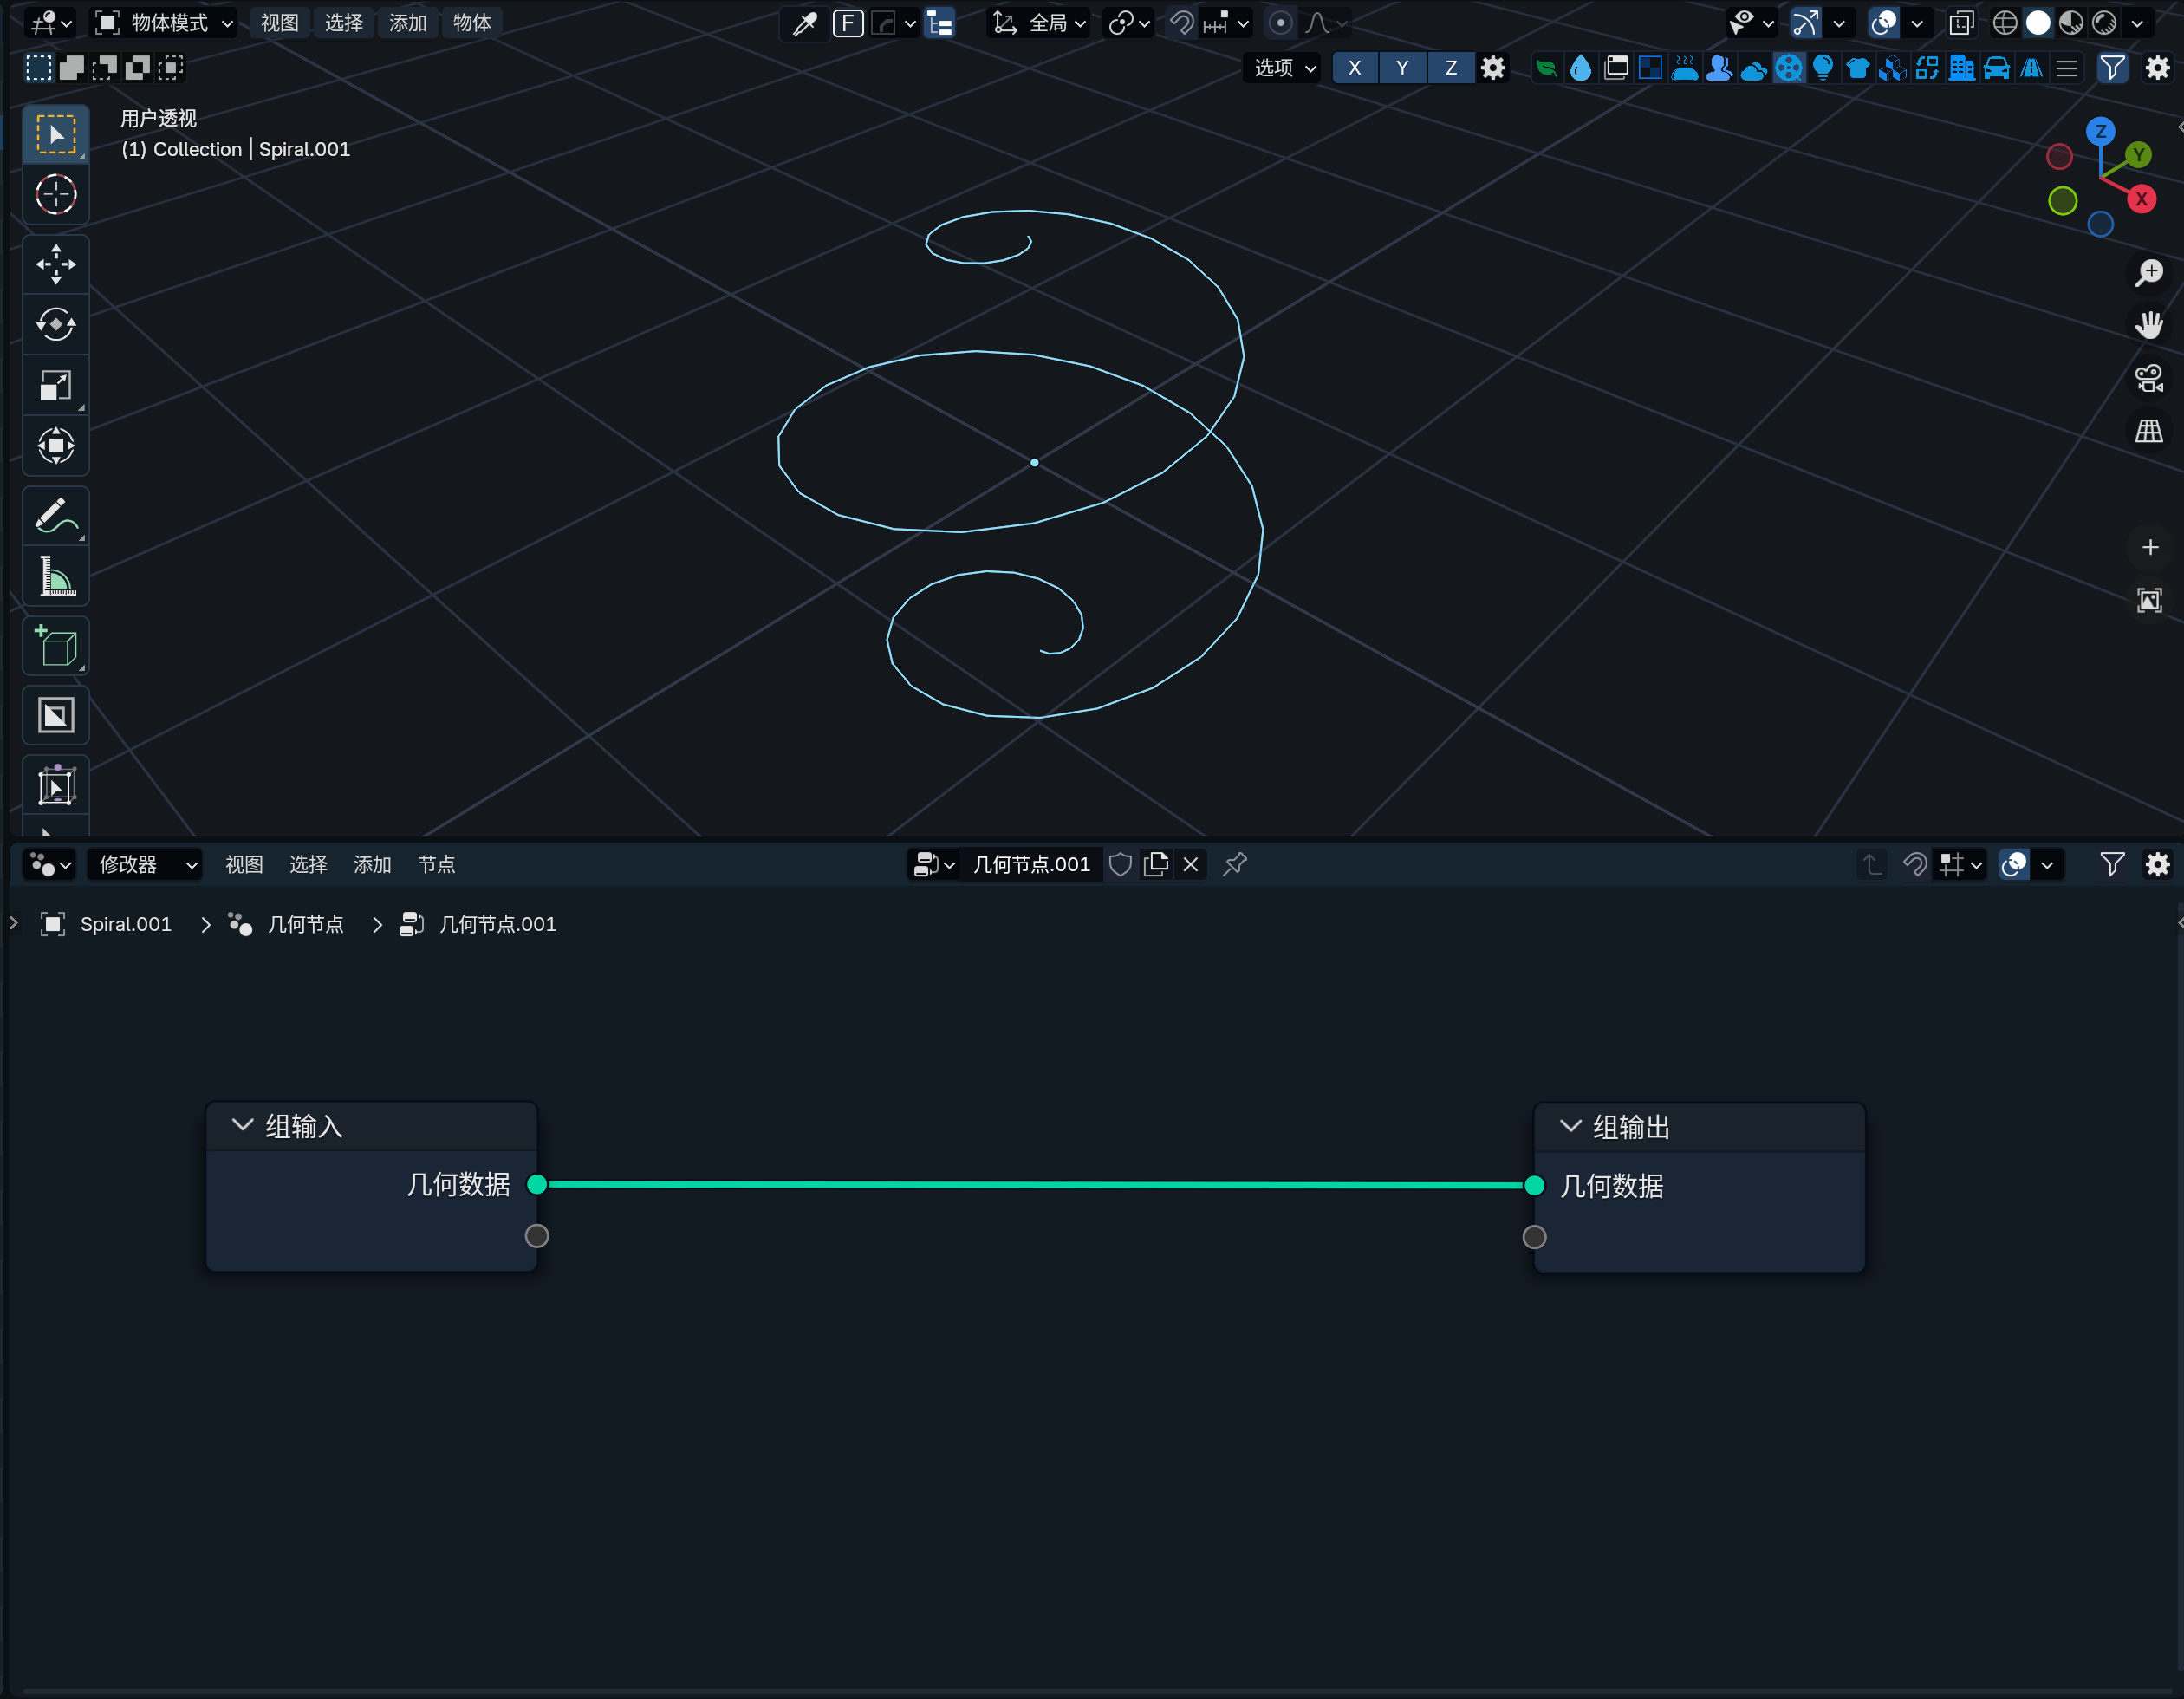 物体模式 视图 选择 添加 物体 F 全局
选项 X Y Z
用户透视
(1) Collection | Spiral.001
Z
Y
X
修改器 视图 选择 添加 节点 几何节点.001
Spiral.001 几何节点 几何节点.001
组输入
几何数据
组输出
几何数据